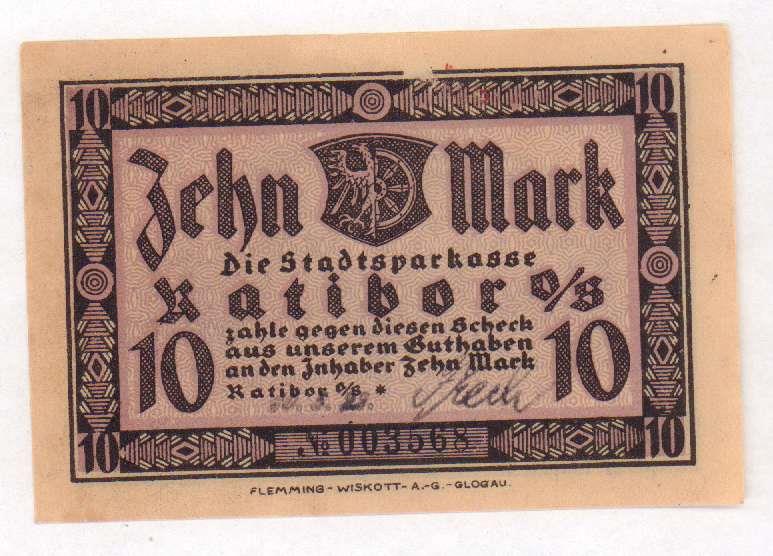 10 10
Zehn Mark
Die Stadtsparkasse
Ratibor O/S
10 zahle gegen diesen Scheck 10
aus unserem Guthaben
an den Inhaber Zehn Mark
Ratibor O/S *
10 № 003568 10
FLEMMING - WISKOTT - A.-G. - GLOGAU.